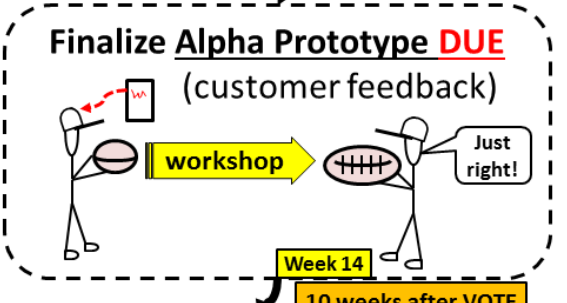 Finalize Alpha Prototype DUE
(customer feedback)
workshop
Just
right!
Week 14
10 weeks after VOTE